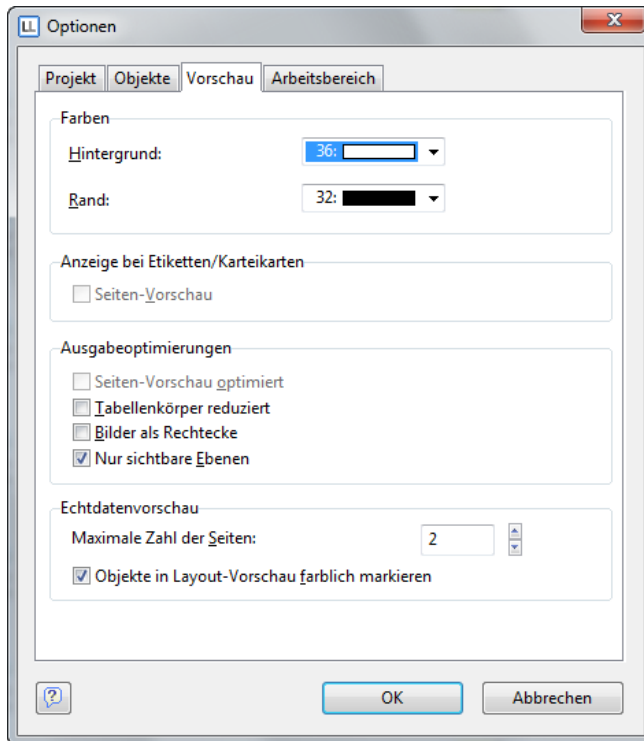 LL Optionen
Projekt Objekte Vorschau Arbeitsbereich
Farben
Hintergrund: 36:
Rand: 32:
Anzeige bei Etiketten/Karteikarten
Seiten-Vorschau
Ausgabeoptimierungen
Seiten-Vorschau optimiert
Tabellenkörper reduziert
Bilder als Rechtecke
Nur sichtbare Ebenen
Echtdatenvorschau
Maximale Zahl der Seiten: 2
Objekte in Layout-Vorschau farblich markieren
? OK Abbrechen